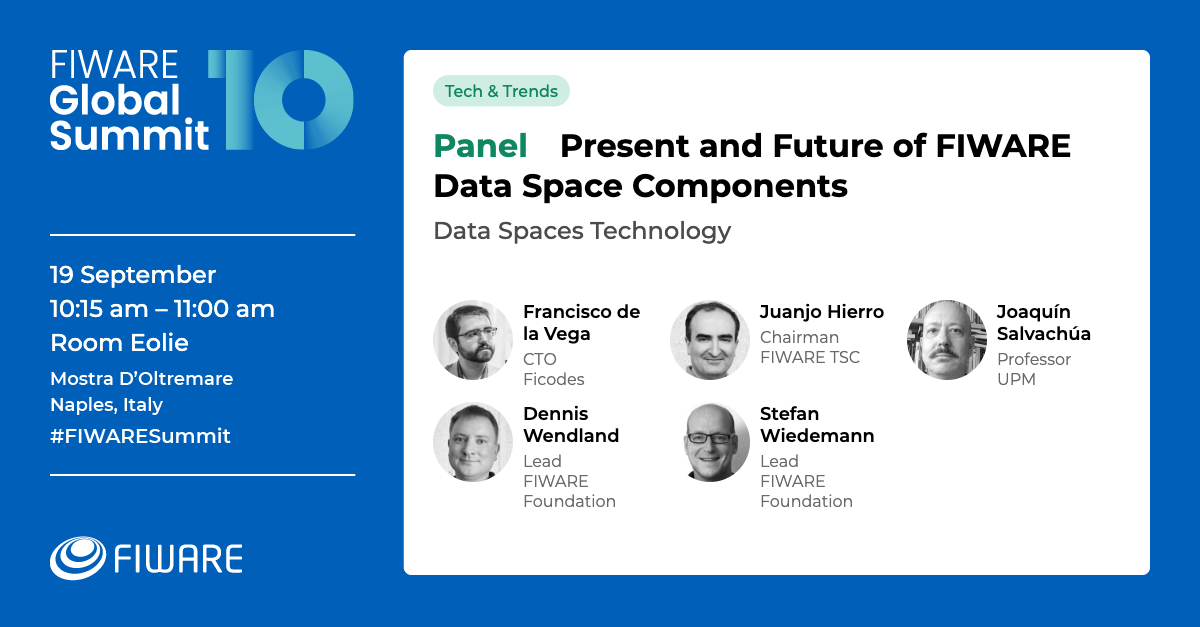 FIWARE
Global
Summit
10
19 September
10:15 am – 11:00 am
Room Eolie
Mostra D’Oltremare
Naples, Italy
#FIWARESummit
FIWARE
Tech & Trends
Panel Present and Future of FIWARE
Data Space Components
Data Spaces Technology
Francisco de
la Vega
CTO
Ficodes
Juanjo Hierro
Chairman
FIWARE TSC
Joaquín
Salvachúa
Professor
UPM
Dennis
Wendland
Lead
FIWARE
Foundation
Stefan
Wiedemann
Lead
FIWARE
Foundation